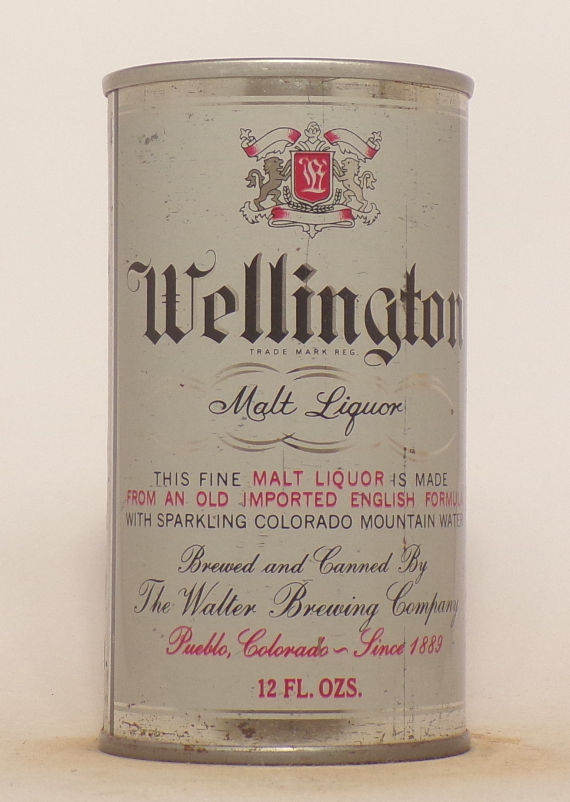 W
Wellington
TRADE MARK REG.
Malt Liquor
THIS FINE MALT LIQUOR IS MADE
FROM AN OLD IMPORTED ENGLISH FORMULA
WITH SPARKLING COLORADO MOUNTAIN WATER
Brewed and Canned By
The Walter Brewing Company
Pueblo, Colorado ~ Since 1889
12 FL. OZS.